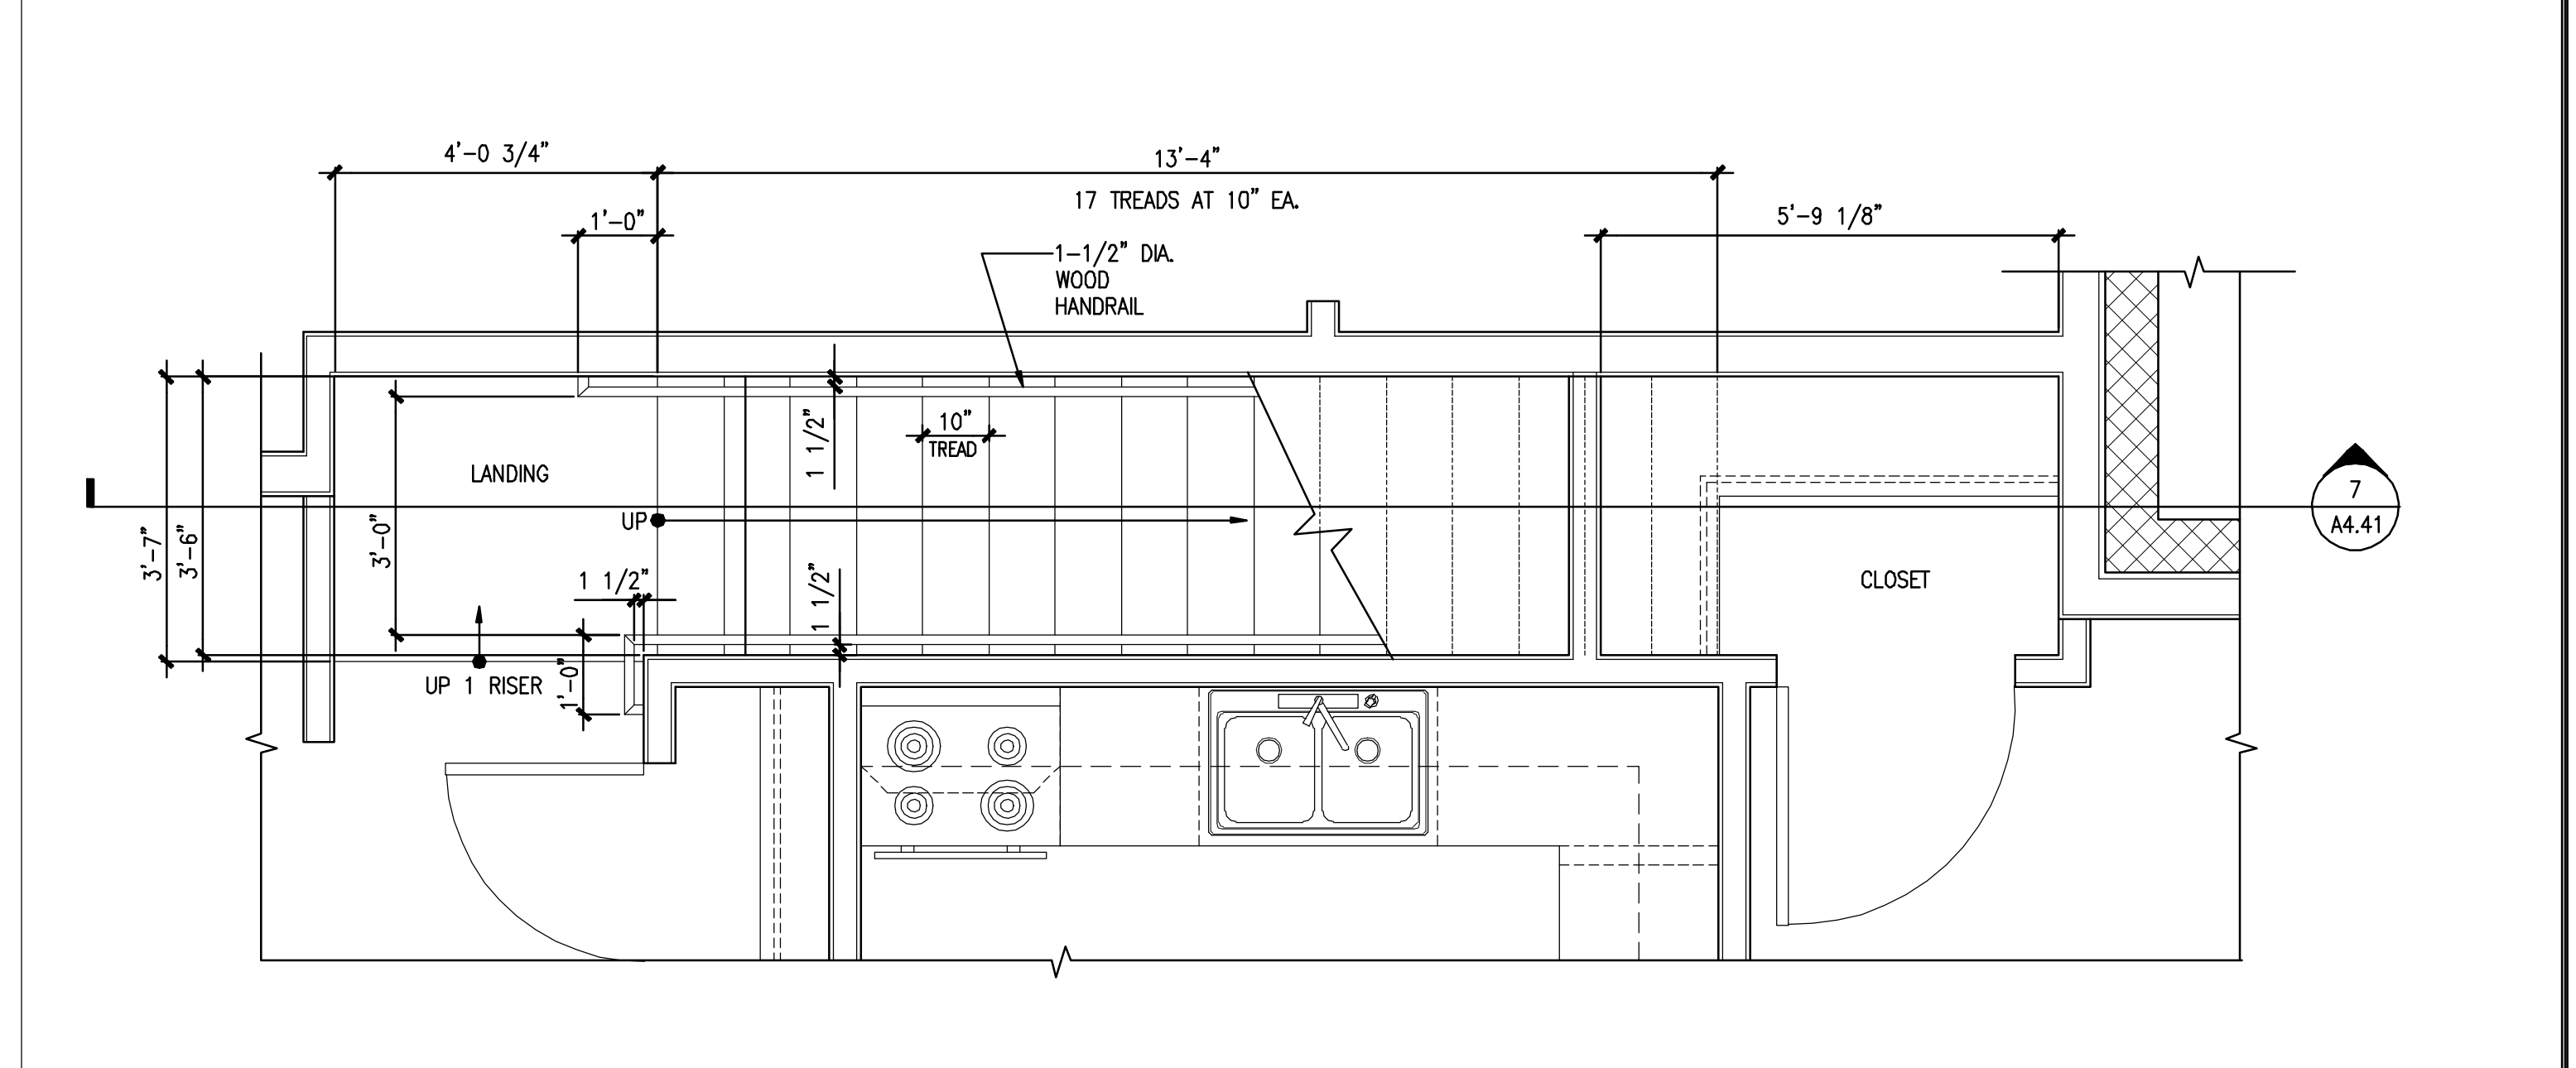 4'-0 3/4"
13'-4"
17 TREADS AT 10" EA.
1'-0"
5'-9 1/8"
1-1/2" DIA.
WOOD
HANDRAIL
10"
TREAD
1 1/2"
LANDING
7
A4.41
UP
3'-7"
3'-6"
3'-0"
1 1/2"
1 1/2"
CLOSET
UP 1 RISER
1'-0"